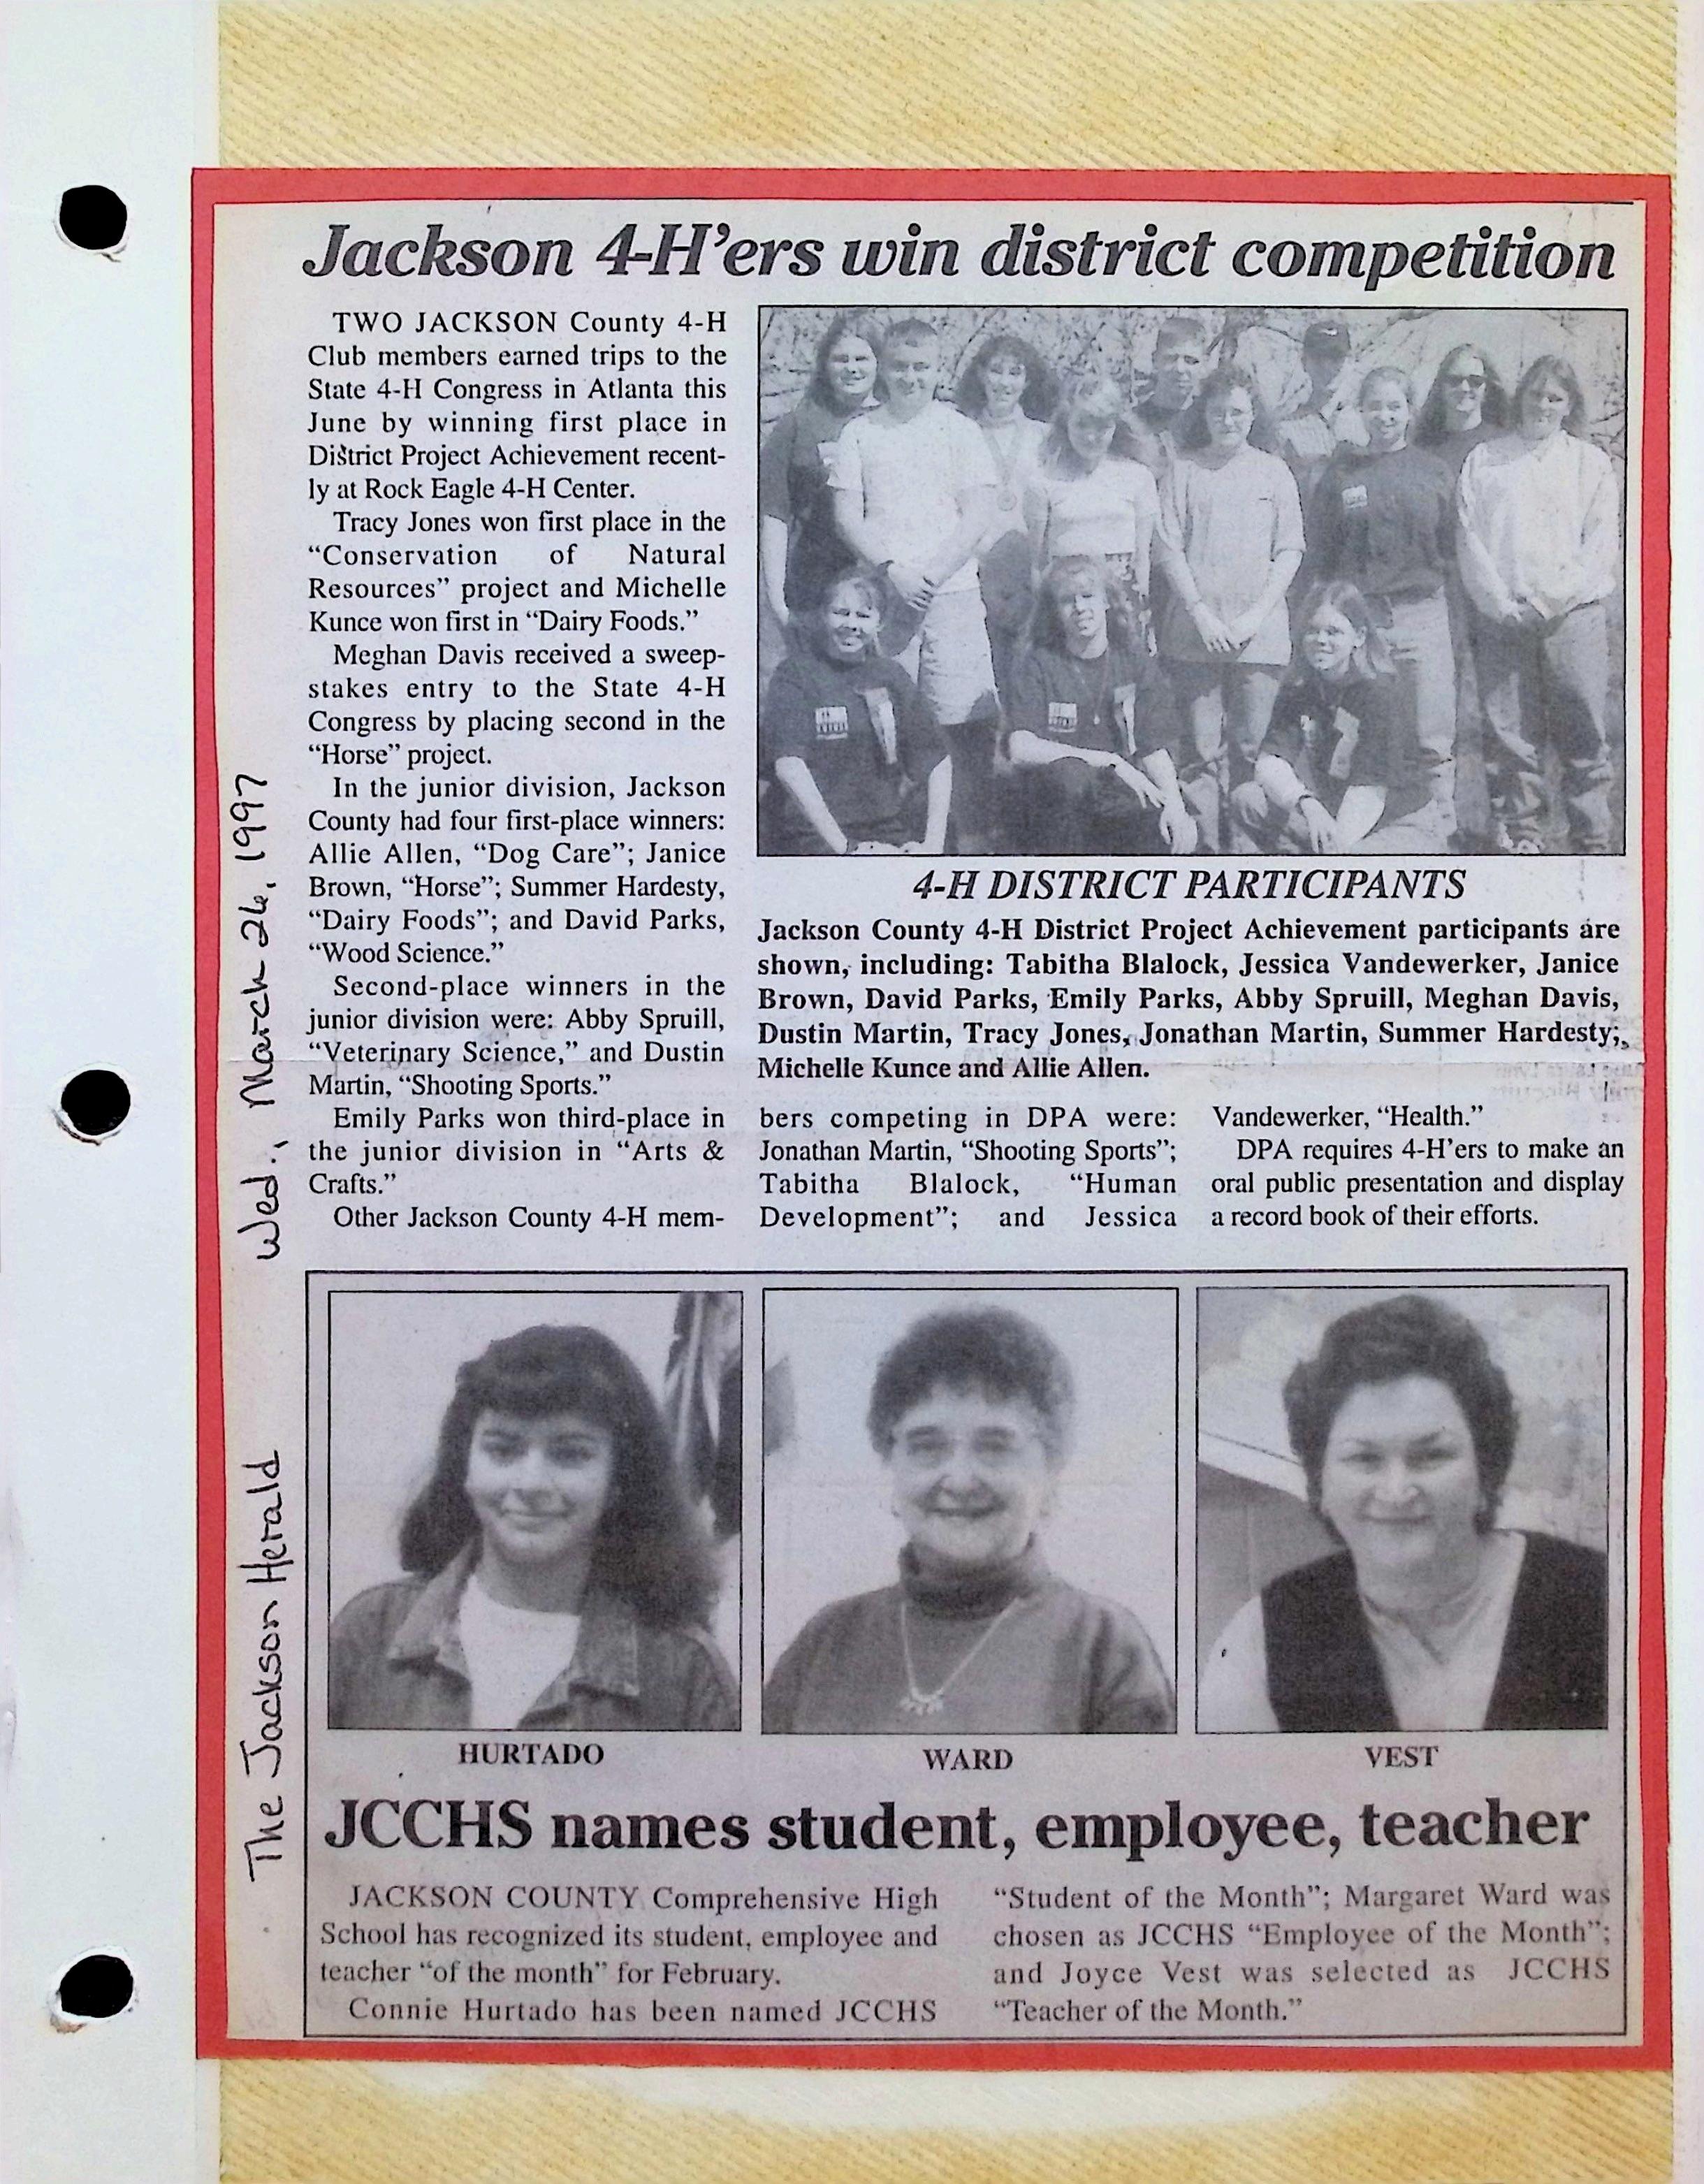 Jackson 4-H'ers win district competition
TWO JACKSON County 4-H
Club members earned trips to the
State 4-H Congress in Atlanta this
June by winning first place in
District Project Achievement recent-
ly at Rock Eagle 4-H Center.
Tracy Jones won first place in the
“Conservation of Natural
Resources” project and Michelle
Kunce won first in “Dairy Foods.”
Meghan Davis received a sweep-
stakes entry to the State 4-H
Congress by placing second in the
“Horse” project.
In the junior division, Jackson
County had four first-place winners:
Allie Allen, “Dog Care”; Janice
Brown, “Horse”; Summer Hardesty,
“Dairy Foods”; and David Parks,
“Wood Science.”
Second-place winners in the
junior division were: Abby Spruill,
“Veterinary Science,” and Dustin
Martin, “Shooting Sports.”
Emily Parks won third-place in
the junior division in “Arts &
Crafts.”
Other Jackson County 4-H mem-
4-H DISTRICT PARTICIPANTS
Jackson County 4-H District Project Achievement participants are
shown, including: Tabitha Blalock, Jessica Vandewerker, Janice
Brown, David Parks, Emily Parks, Abby Spruill, Meghan Davis,
Dustin Martin, Tracy Jones, Jonathan Martin, Summer Hardesty;
Michelle Kunce and Allie Allen.
bers competing in DPA were:
Jonathan Martin, “Shooting Sports”;
Tabitha Blalock, “Human
Development”; and Jessica
Vandewerker, “Health.”
DPA requires 4-H'ers to make an
oral public presentation and display
a record book of their efforts.
The Jackson Herald Wed., March 26, 1997
HURTADO
WARD
VEST
JCCHS names student, employee, teacher
JACKSON COUNTY Comprehensive High
School has recognized its student, employee and
teacher “of the month” for February.
Connie Hurtado has been named JCCHS
“Student of the Month”; Margaret Ward was
chosen as JCCHS “Employee of the Month”;
and Joyce Vest was selected as JCCHS
“Teacher of the Month.”